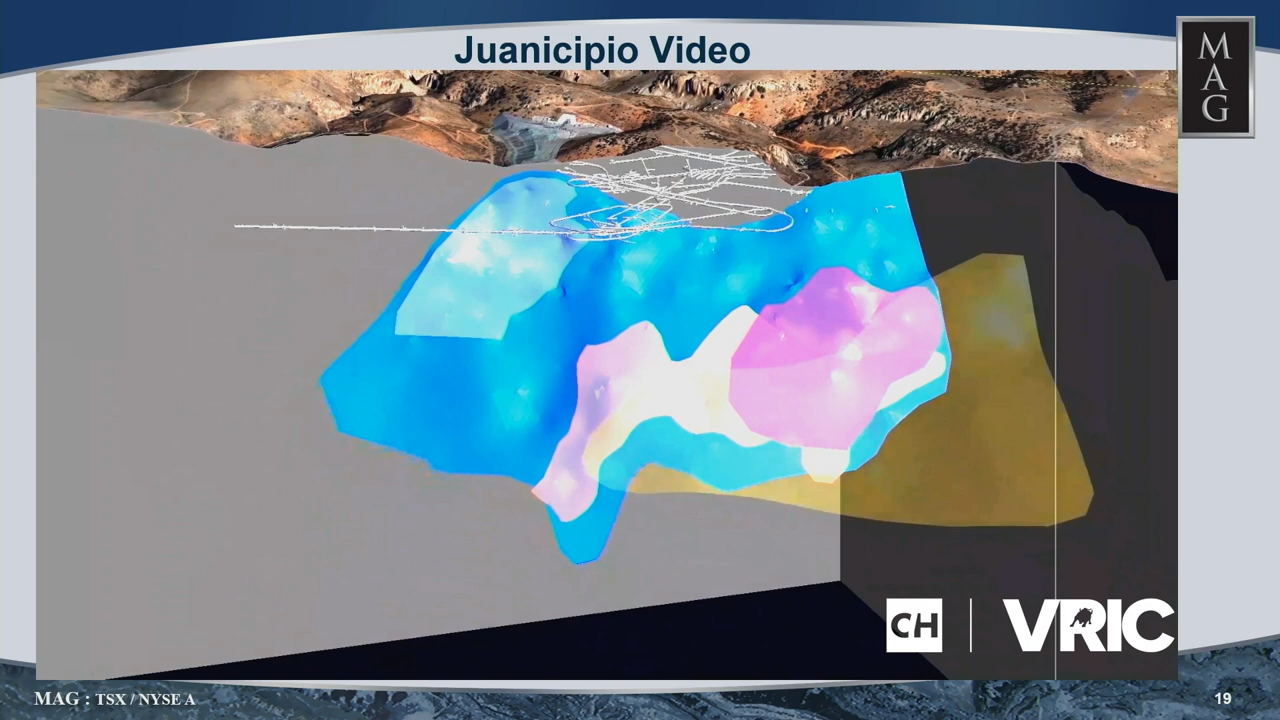 Juanicipio Video
M
A
G
CH | VRIC
MAG : TSX / NYSE A
19